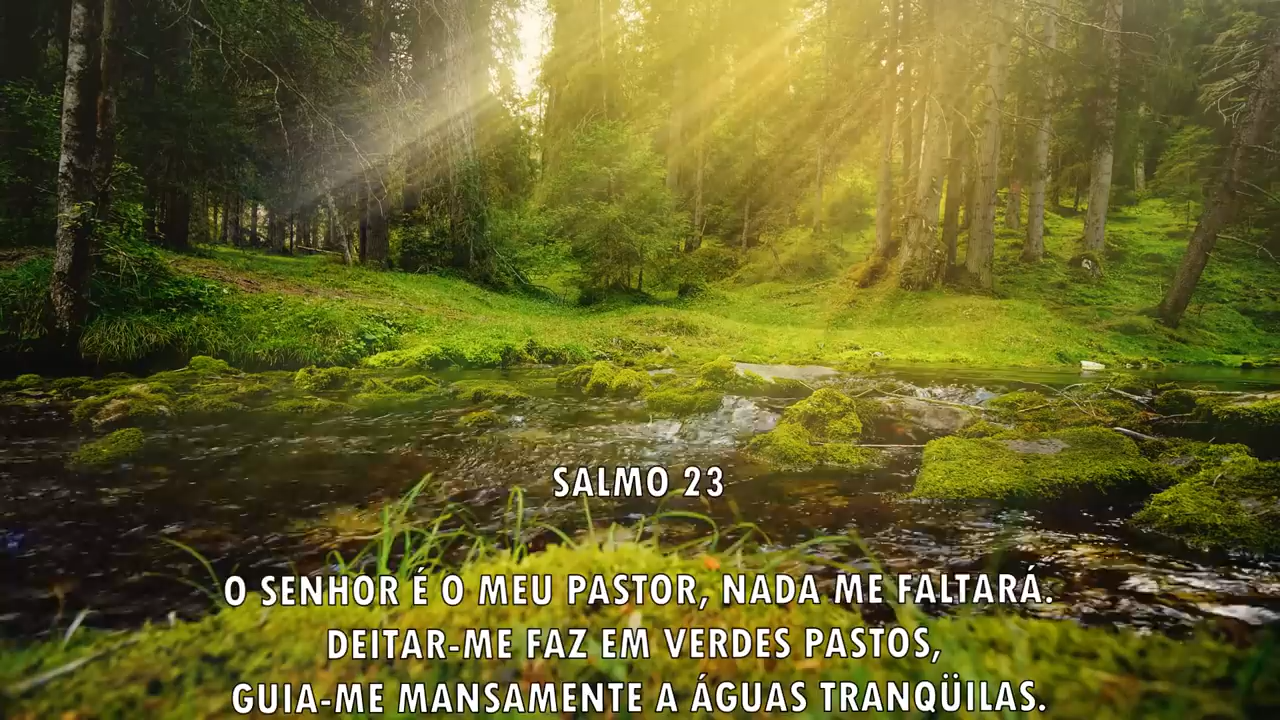 SALMO 23
O SENHOR É O MEU PASTOR, NADA ME FALTARÁ.
DEITAR-ME FAZ EM VERDES PASTOS,
GUIA-ME MANSAMENTE A ÁGUAS TRANQÜILAS.